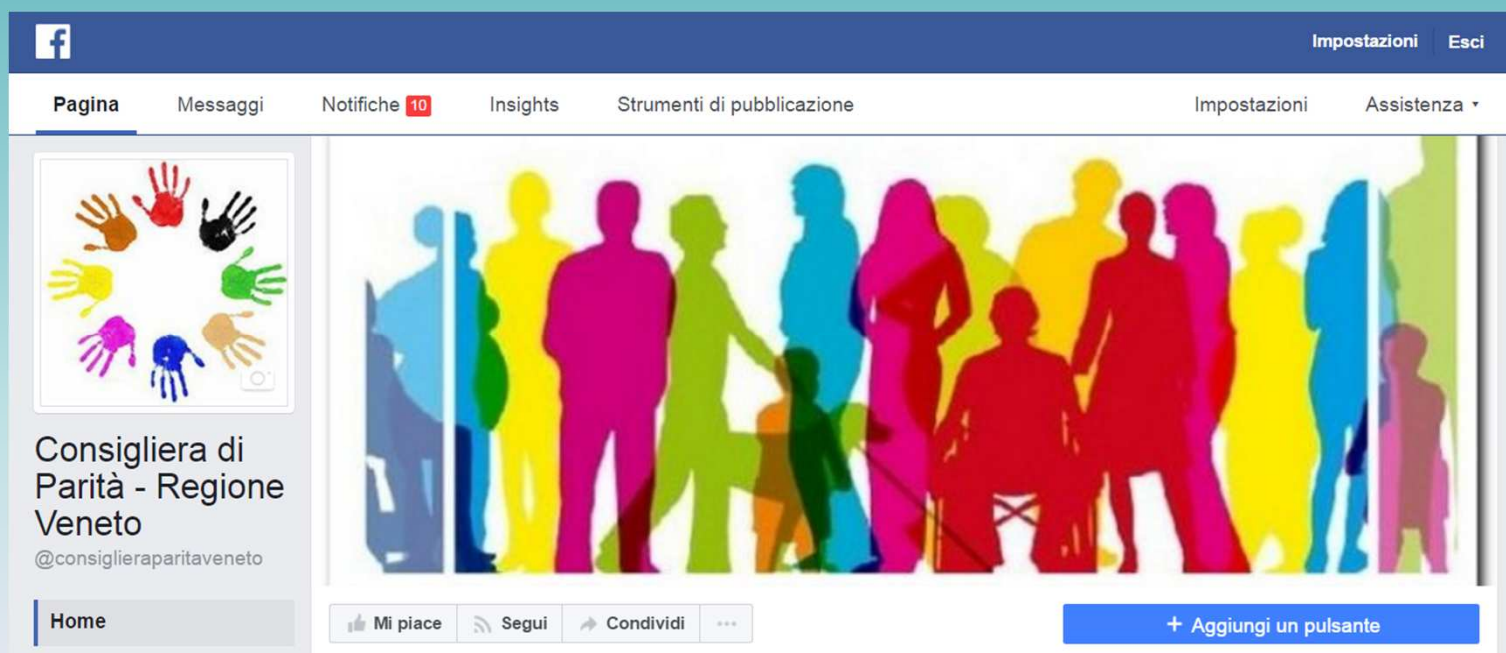 f
Impostazioni Esci
Pagina Messaggi Notifiche 10 Insights Strumenti di pubblicazione Impostazioni Assistenza
Consigliera di
Parità - Regione
Veneto
@consiglieraparitaveneto
Home
Mi piace Segui Condividi ...
+ Aggiungi un pulsante